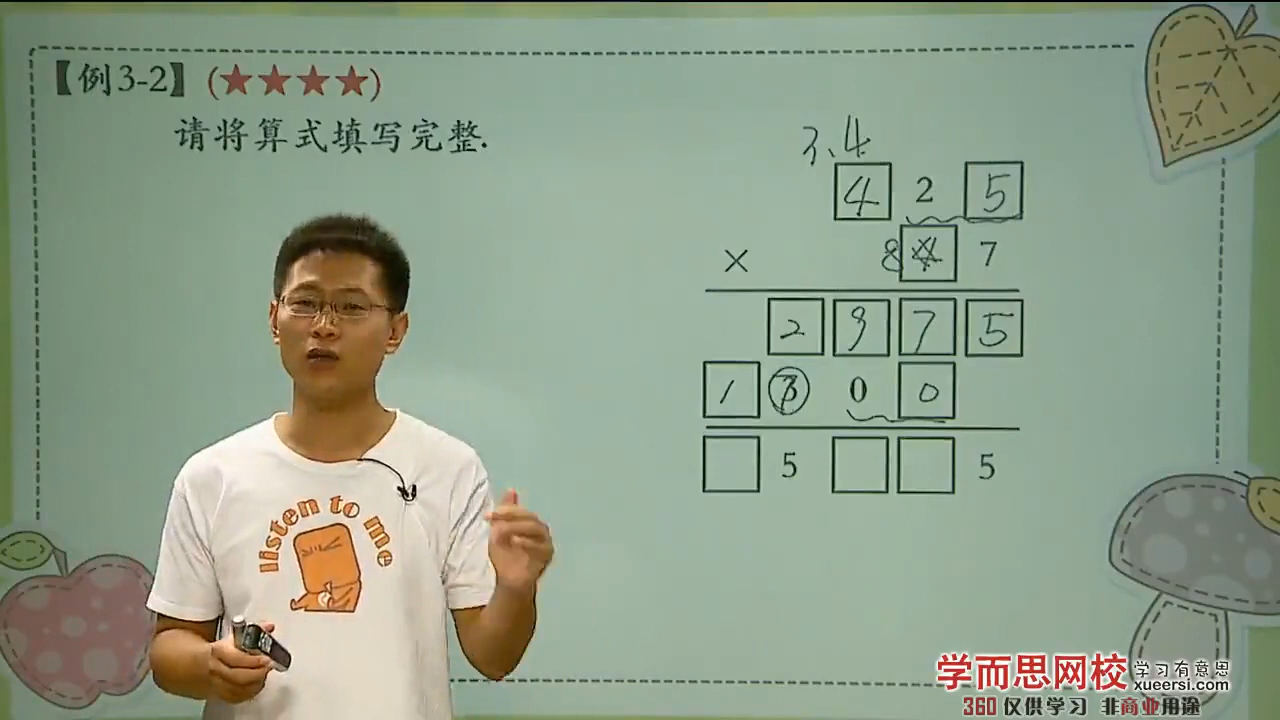 【例3-2】(★★★★)
请将算式填写完整.
3、4
4 2 5
× 8 7
2 9 7 5
1 0 0
5 5
listen to me
学而思网校 学习有意思
xueersi.com
360 仅供学习 非商业用途